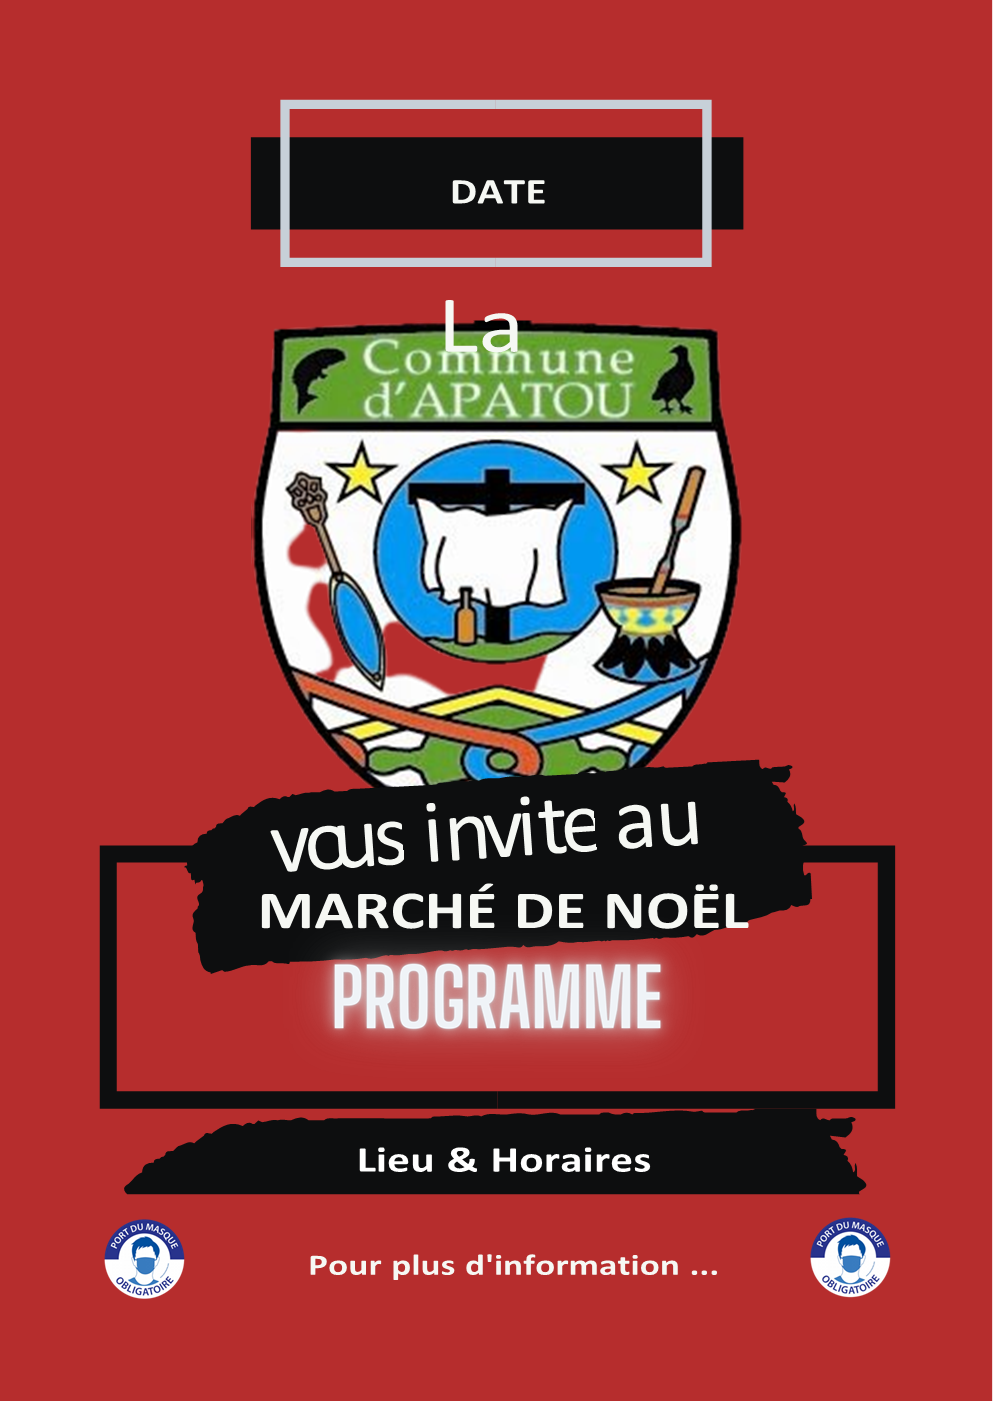 DATE
La
Commune
d'APATOU
vous invite au
MARCHÉ DE NOËL
PROGRAMME
Lieu & Horaires
PORT DU MASQUE
OBLIGATOIRE
Pour plus d'information ...
PORT DU MASQUE
OBLIGATOIRE